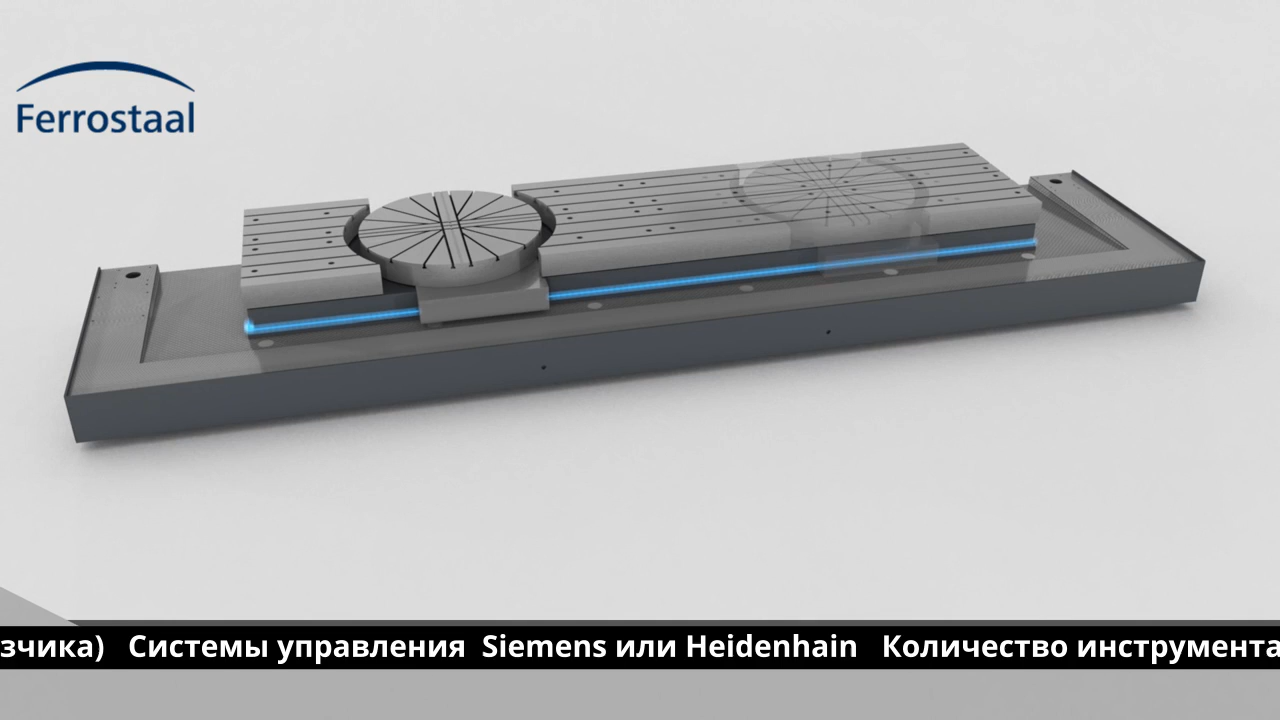 Ferrostaal
зчика) Системы управления Siemens или Heidenhain Количество инструмента